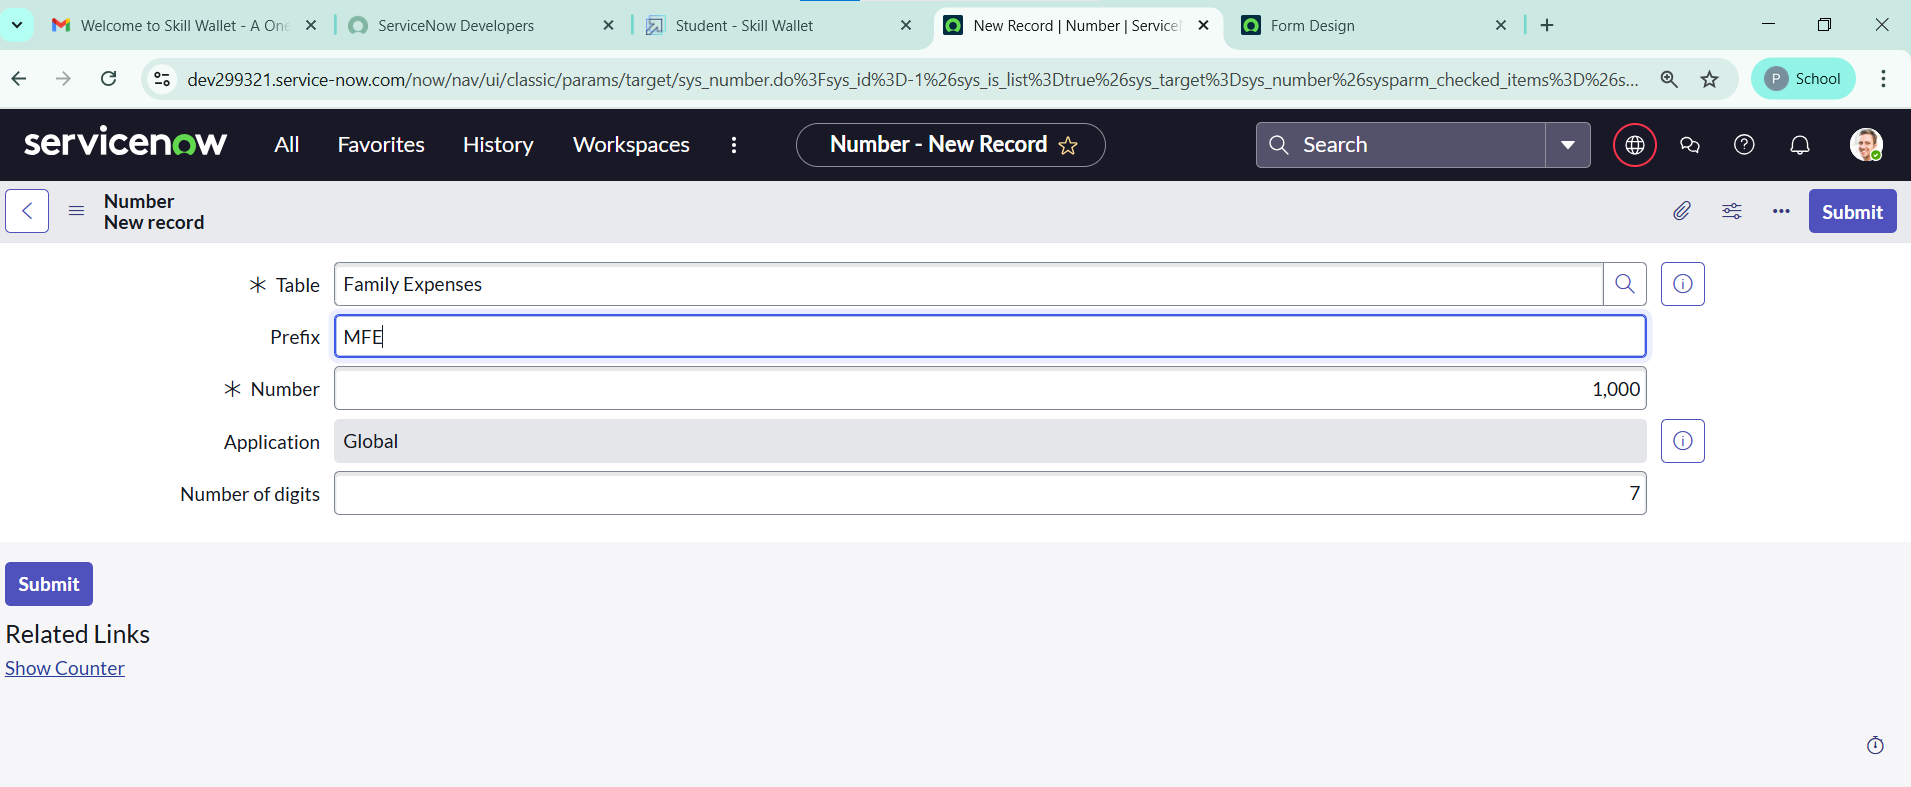 Welcome to Skill Wallet - A One
ServiceNow Developers
Student - Skill Wallet
New Record | Number | Service
Form Design
dev299321.service-now.com/now/nav/ui/classic/params/target/sys_number.do%3Fsys_id%3D-1%26sys_is_list%3Dtrue%26sys_target%3Dsys_number%26sysparm_checked_items%3D%26s...
P School
servicenow All Favorites History Workspaces Number - New Record Search
Number
New record
Submit
* Table Family Expenses
Prefix MFE
* Number 1,000
Application Global
Number of digits 7
Submit
Related Links
Show Counter